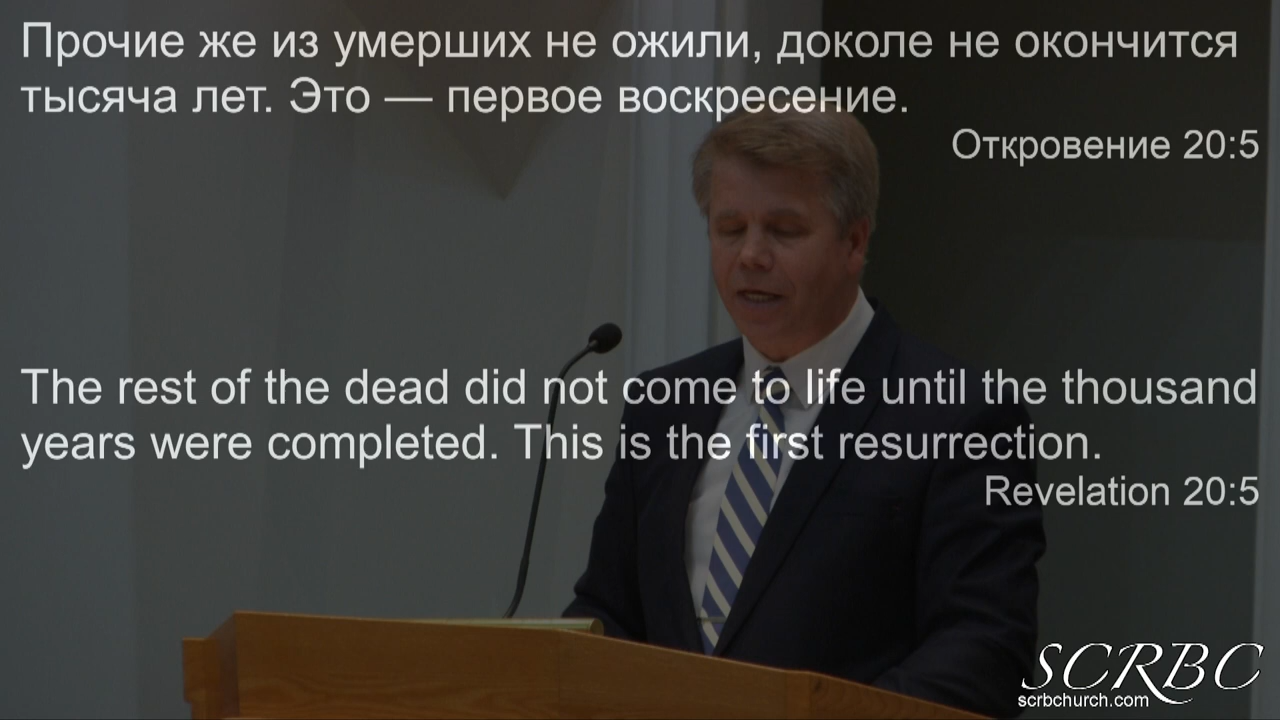 Прочие же из умерших не ожили, доколе не окончится
тысяча лет. Это — первое воскресение.
Откровение 20:5
The rest of the dead did not come to life until the thousand
years were completed. This is the first resurrection.
Revelation 20:5
SCRBC
scrbchurch.com